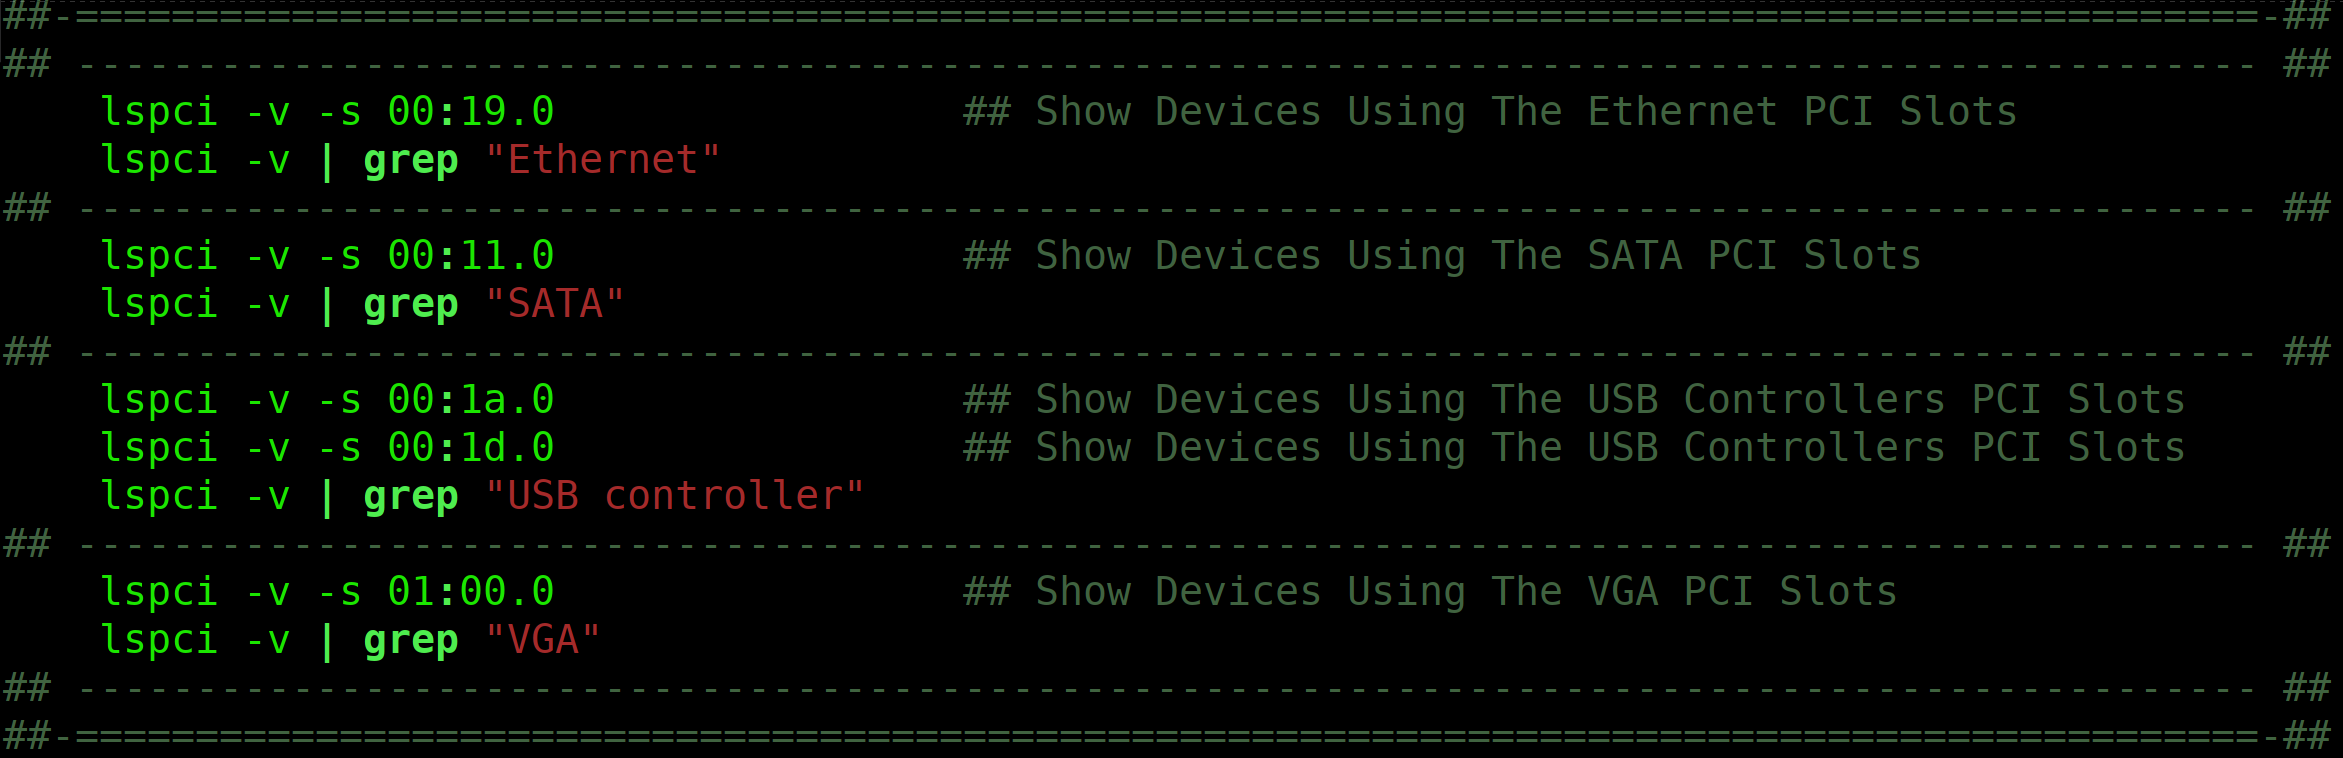 ##-===========================================================================================-##
## ------------------------------------------------------------------------------------------- ##
    lspci -v -s 00:19.0                 ## Show Devices Using The Ethernet PCI Slots
    lspci -v | grep "Ethernet"
## ------------------------------------------------------------------------------------------- ##
    lspci -v -s 00:11.0                 ## Show Devices Using The SATA PCI Slots
    lspci -v | grep "SATA"
## ------------------------------------------------------------------------------------------- ##
    lspci -v -s 00:1a.0                 ## Show Devices Using The USB Controllers PCI Slots
    lspci -v -s 00:1d.0                 ## Show Devices Using The USB Controllers PCI Slots
    lspci -v | grep "USB controller"
## ------------------------------------------------------------------------------------------- ##
    lspci -v -s 01:00.0                 ## Show Devices Using The VGA PCI Slots
    lspci -v | grep "VGA"
## ------------------------------------------------------------------------------------------- ##
##-===========================================================================================-##